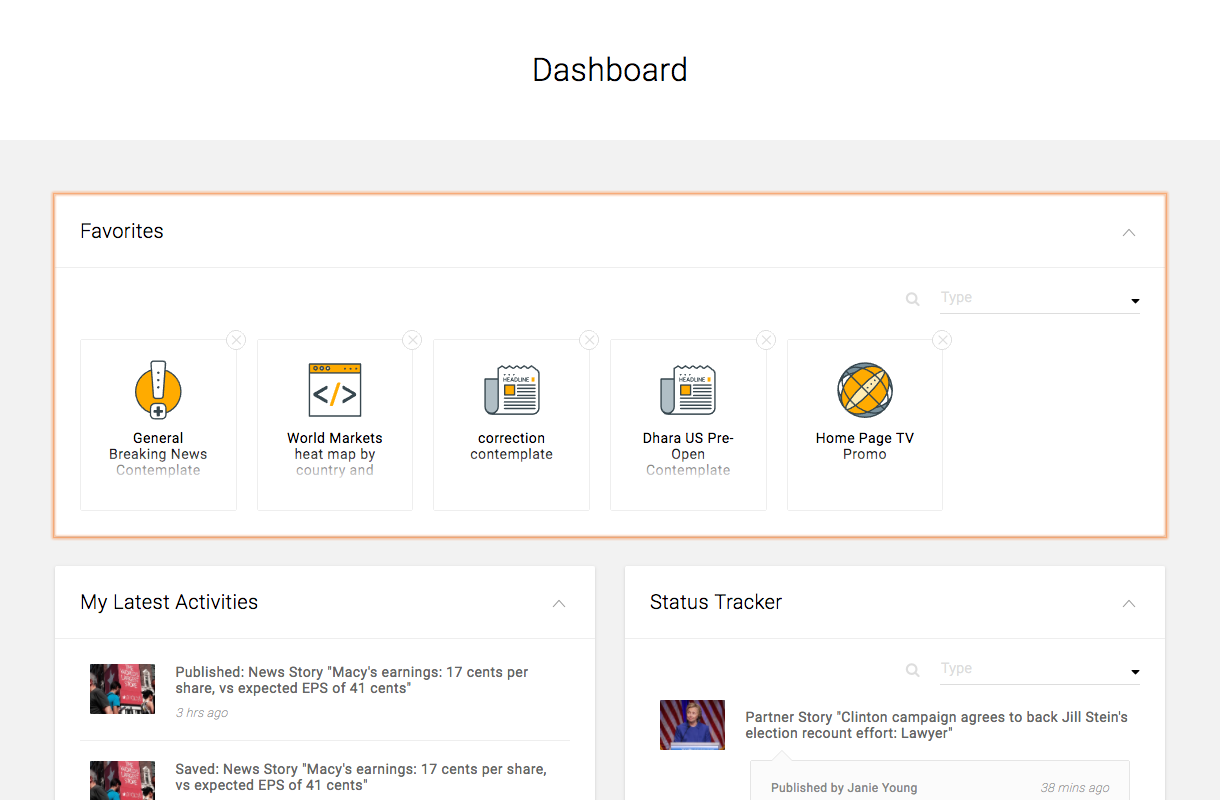 Dashboard
Favorites
Type
General
Breaking News
Contemplate
World Markets
heat map by
country and
HEADLINE
correction
contemplate
HEADLINE
Dhara US Pre-
Open
Contemplate
Home Page TV
Promo
My Latest Activities
Published: News Story "Macy's earnings: 17 cents per
share, vs expected EPS of 41 cents"
3 hrs ago
Saved: News Story "Macy's earnings: 17 cents per share,
vs expected EPS of 41 cents"
Status Tracker
Type
Partner Story "Clinton campaign agrees to back Jill Stein's
election recount effort: Lawyer"
Published by Janie Young
38 mins ago